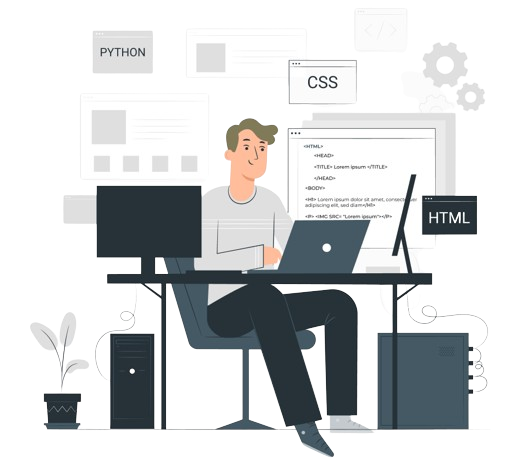 PYTHON
</>
CSS
<HTML>
<HEAD>
<TITLE> Lorem ipsum </TITLE>
</HEAD>
<BODY>
<H1> Lorem ipsum dolor sit amet, consectetuer
adipiscing elit, sed diam</H1>
<P> <IMG SRC> "Lorem ipsum"></P>
HTML